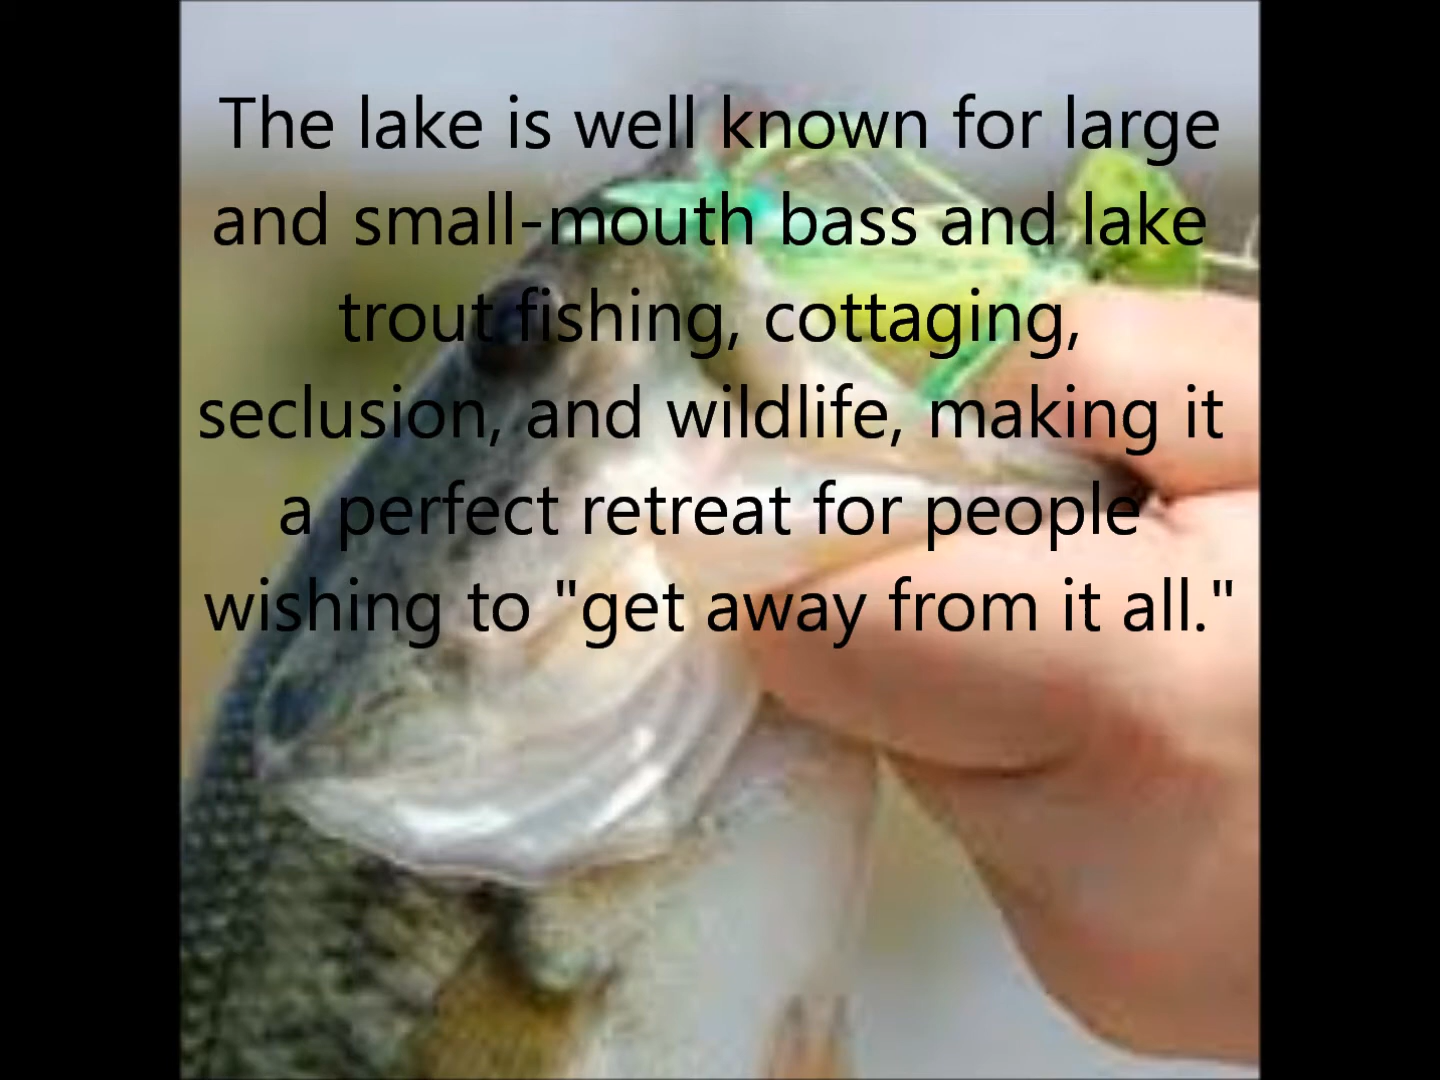 The lake is well known for large
and small-mouth bass and lake
trout fishing, cottaging,
seclusion, and wildlife, making it
a perfect retreat for people
wishing to "get away from it all."